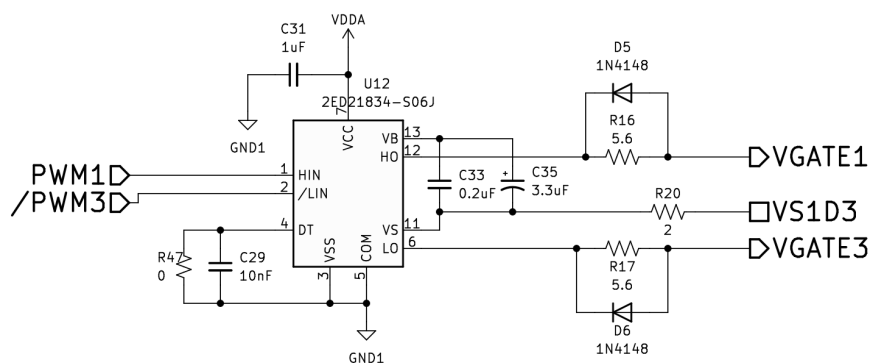 VDDA
C31
1uF
D5
1N4148
U12
2ED21834-S06J
7
VCC
VB
13
R16
5.6
GND1
HO
12
VGATE1
PWM1
1
HIN
C33
0.2uF
+
C35
3.3uF
/PWM3
2
/LIN
R20
2
VS1D3
4
DT
VS
11
LO
6
VGATE3
R47
0
C29
10nF
VSS
COM
3
5
R17
5.6
D6
1N4148
GND1